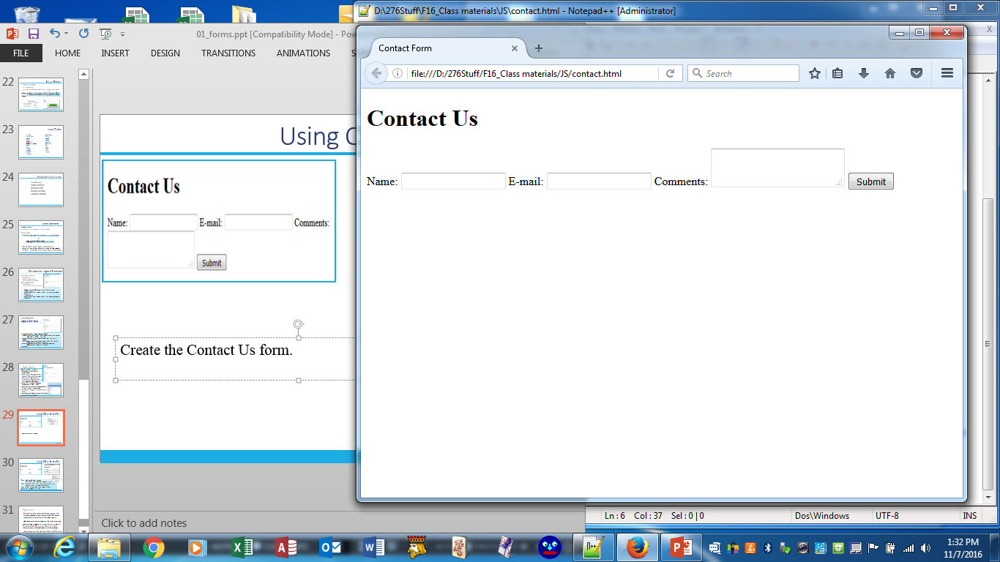 D:\276Stuff\F16_Class materials\JS\contact.html - Notepad++ [Administrator]
01_forms.ppt [Compatibility Mode] - Po
FILE HOME INSERT DESIGN TRANSITIONS ANIMATIONS S
Contact Form
file:///D:/276Stuff/F16_Class materials/JS/contact.html
Search
Contact Us
Name: E-mail: Comments: Submit
22
23
24
25
26
27
28
29
30
31
Using C
Contact Us
Name: E-mail: Comments:
Submit
Create the Contact Us form.
Click to add notes
Ln : 6 Col : 37 Sel : 0 | 0 Dos\Windows UTF-8 INS
1:32 PM
11/7/2016